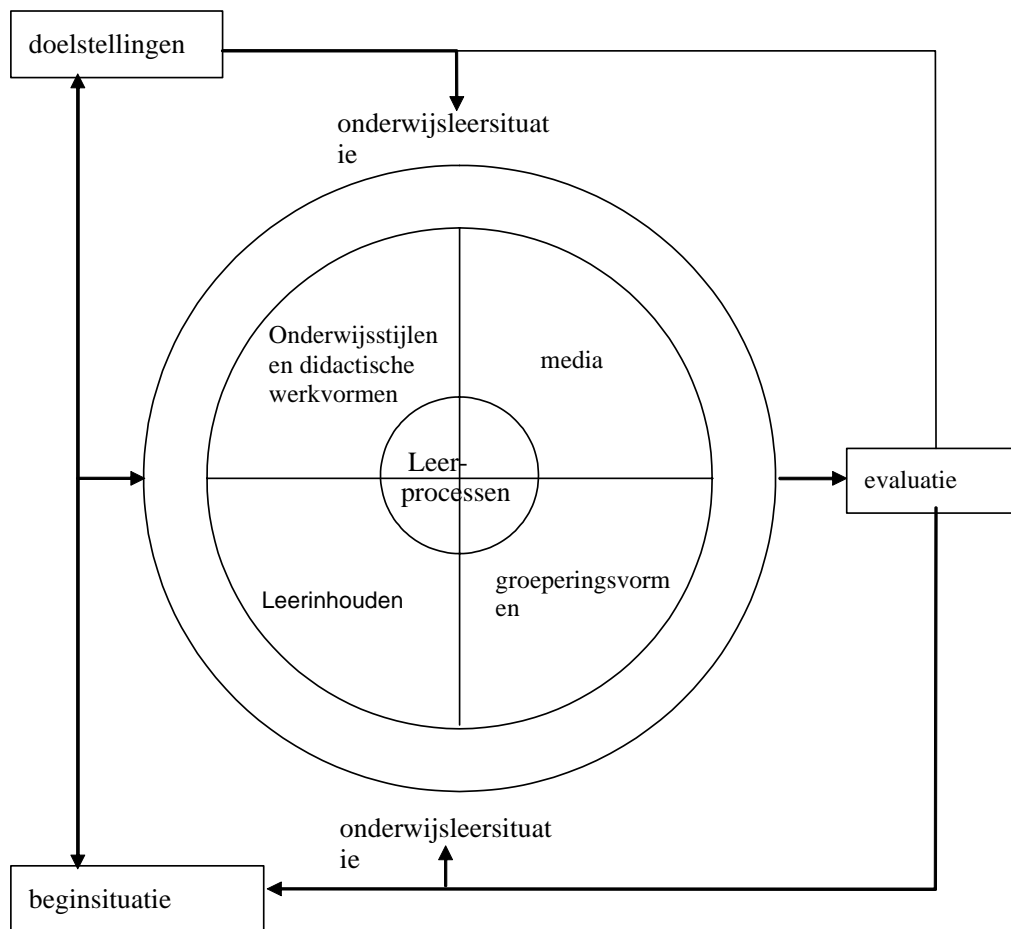 doelstellingen
onderwijsleersituat
ie
Onderwijsstijlen
en didactische
werkvormen
media
Leer-
processen
evaluatie
Leerinhouden
groeperingsvorm
en
onderwijsleersituat
ie
beginsituatie